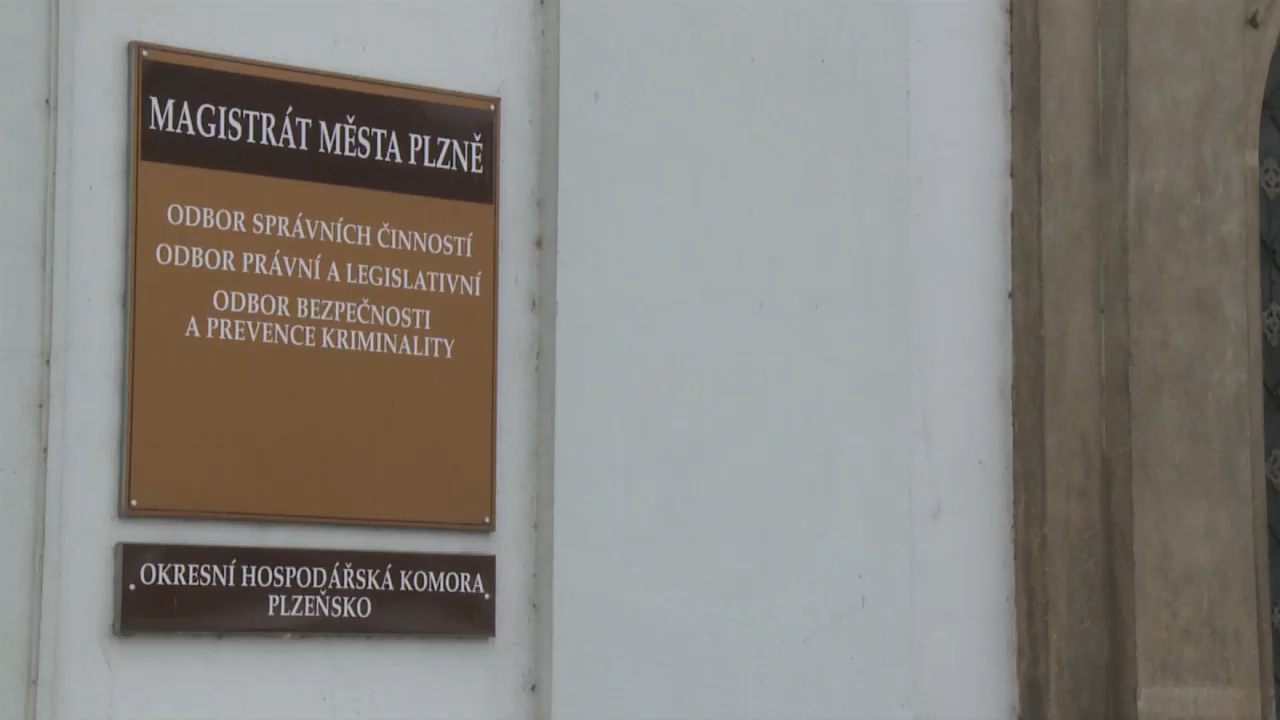 MAGISTRÁT MĚSTA PLZNĚ
ODBOR SPRÁVNÍCH ČINNOSTÍ
ODBOR PRÁVNÍ A LEGISLATIVNÍ
ODBOR BEZPEČNOSTI
A PREVENCE KRIMINALITY
OKRESNÍ HOSPODÁŘSKÁ KOMORA
PLZEŇSKO